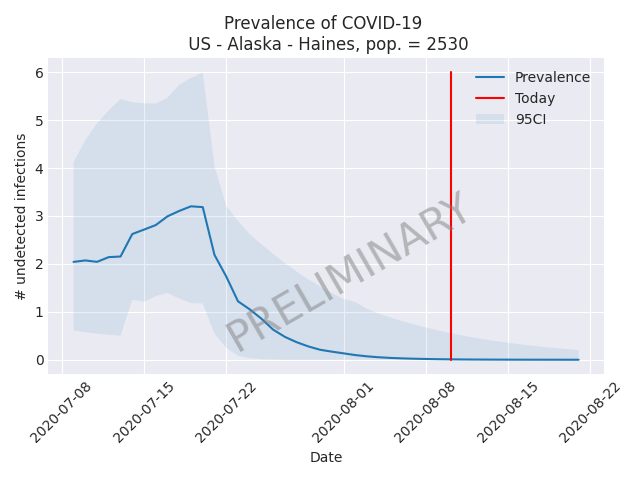 Prevalence of COVID-19
US - Alaska - Haines, pop. = 2530
6
5
4
3
2
1
0
# undetected infections
Prevalence
Today
95CI
PRELIMINARY
2020-07-08
2020-07-15
2020-07-22
2020-08-01
2020-08-08
2020-08-15
2020-08-22
Date